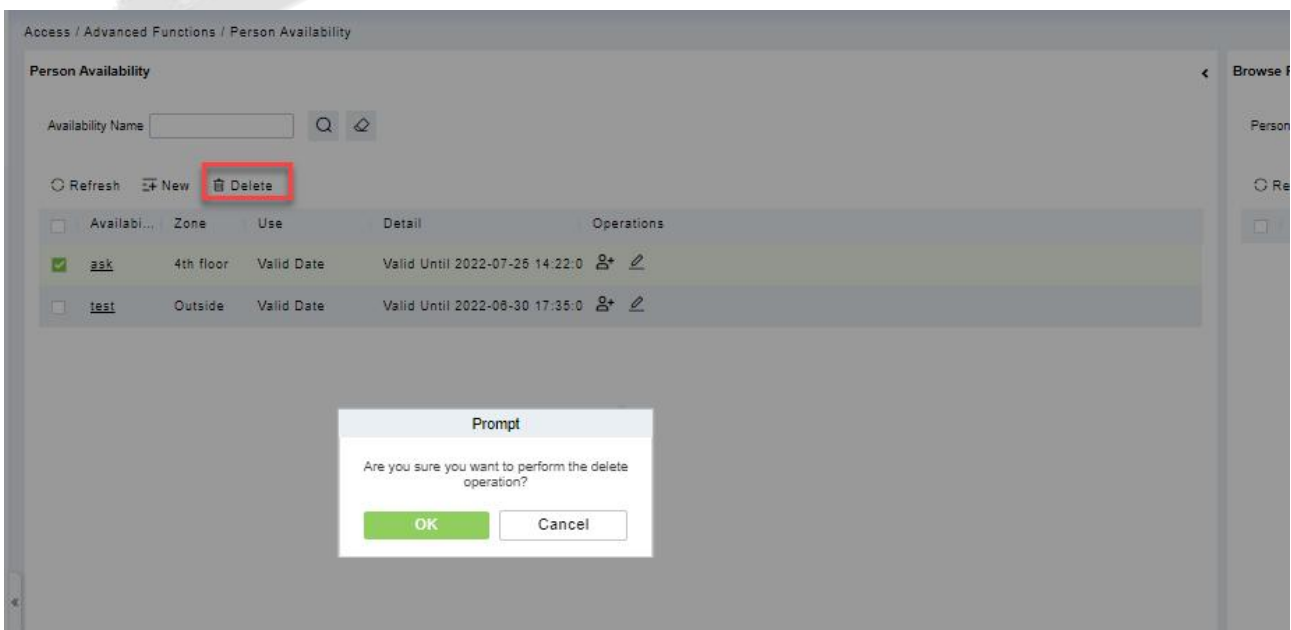 Access / Advanced Functions / Person Availability
Person Availability
Browse
Availability Name
Person
Refresh New Delete
Availabi... Zone Use Detail Operations
ask 4th floor Valid Date Valid Until 2022-07-25 14:22:0
test Outside Valid Date Valid Until 2022-06-30 17:35:0
Prompt
Are you sure you want to perform the delete
operation?
OK Cancel